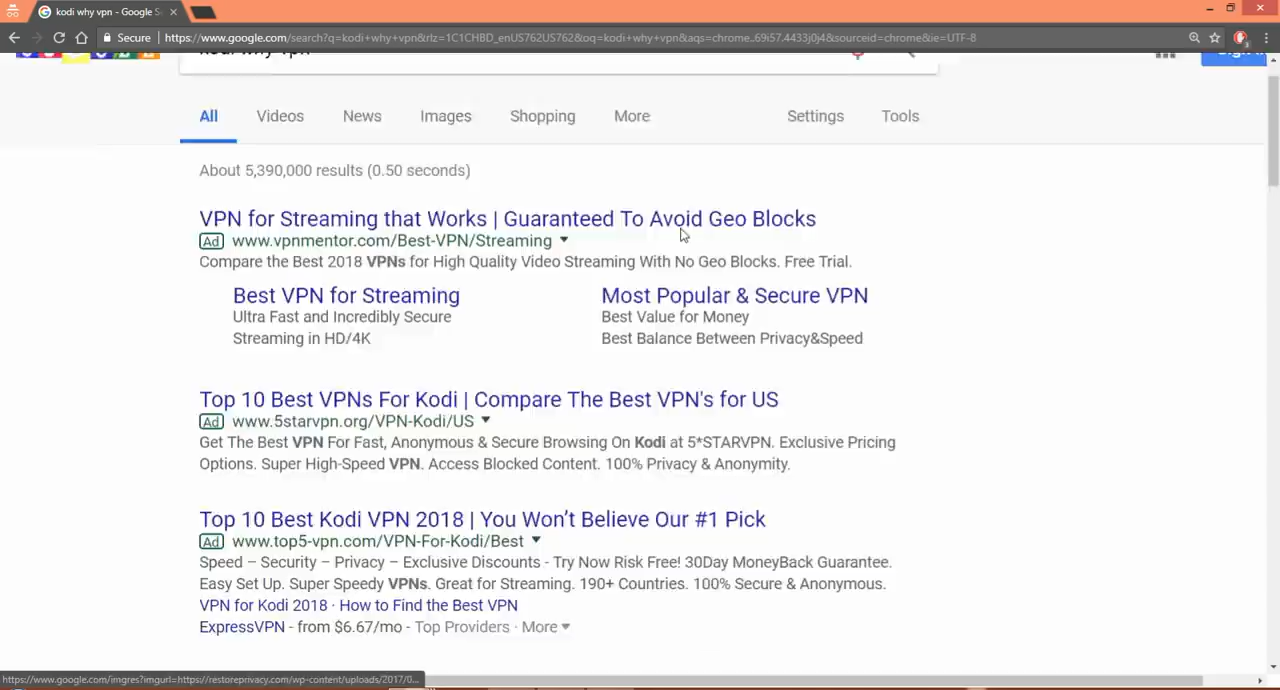 kodi why vpn - Google S
Secure https://www.google.com/search?q=kodi+why+vpn&rlz=1C1CHBD_enUS762US762&oq=kodi+why+vpn&aqs=chrome..69i57.4433j0j4&sourceid=chrome&ie=UTF-8
kodi why vpn
All Videos News Images Shopping More Settings Tools
About 5,390,000 results (0.50 seconds)
VPN for Streaming that Works | Guaranteed To Avoid Geo Blocks
Ad www.vpnmentor.com/Best-VPN/Streaming
Compare the Best 2018 VPNs for High Quality Video Streaming With No Geo Blocks. Free Trial.
Best VPN for Streaming
Ultra Fast and Incredibly Secure
Streaming in HD/4K
Most Popular & Secure VPN
Best Value for Money
Best Balance Between Privacy&Speed
Top 10 Best VPNs For Kodi | Compare The Best VPN's for US
Ad www.5starvpn.org/VPN-Kodi/US
Get The Best VPN For Fast, Anonymous & Secure Browsing On Kodi at 5*STARVPN. Exclusive Pricing
Options. Super High-Speed VPN. Access Blocked Content. 100% Privacy & Anonymity.
Top 10 Best Kodi VPN 2018 | You Won't Believe Our #1 Pick
Ad www.top5-vpn.com/VPN-For-Kodi/Best
Speed – Security – Privacy – Exclusive Discounts - Try Now Risk Free! 30Day MoneyBack Guarantee.
Easy Set Up. Super Speedy VPNs. Great for Streaming. 190+ Countries. 100% Secure & Anonymous.
VPN for Kodi 2018 · How to Find the Best VPN
ExpressVPN - from $6.67/mo - Top Providers · More
https://www.google.com/imgres?imgurl=https://restoreprivacy.com/wp-content/uploads/2017/0...